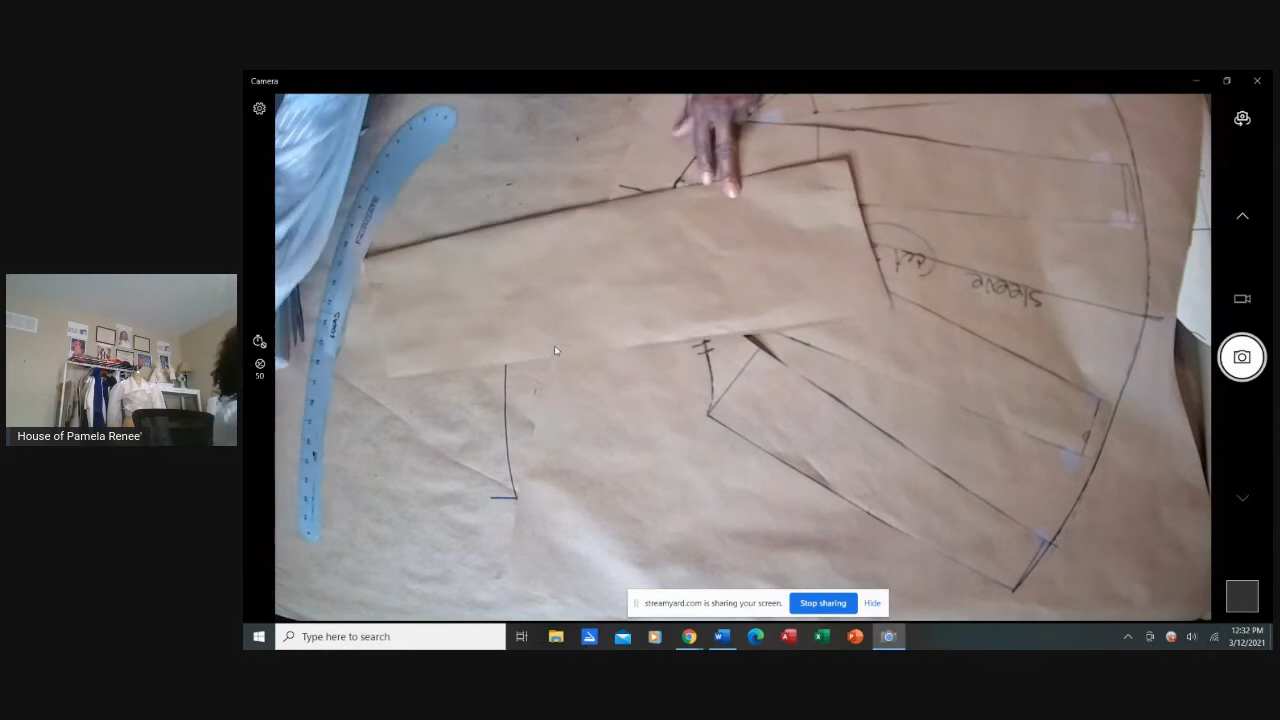 Camera
50
sleeve
House of Pamela Renee'
streamyard.com is sharing your screen.
Stop sharing
Hide
Type here to search
12:32 PM
3/12/2021